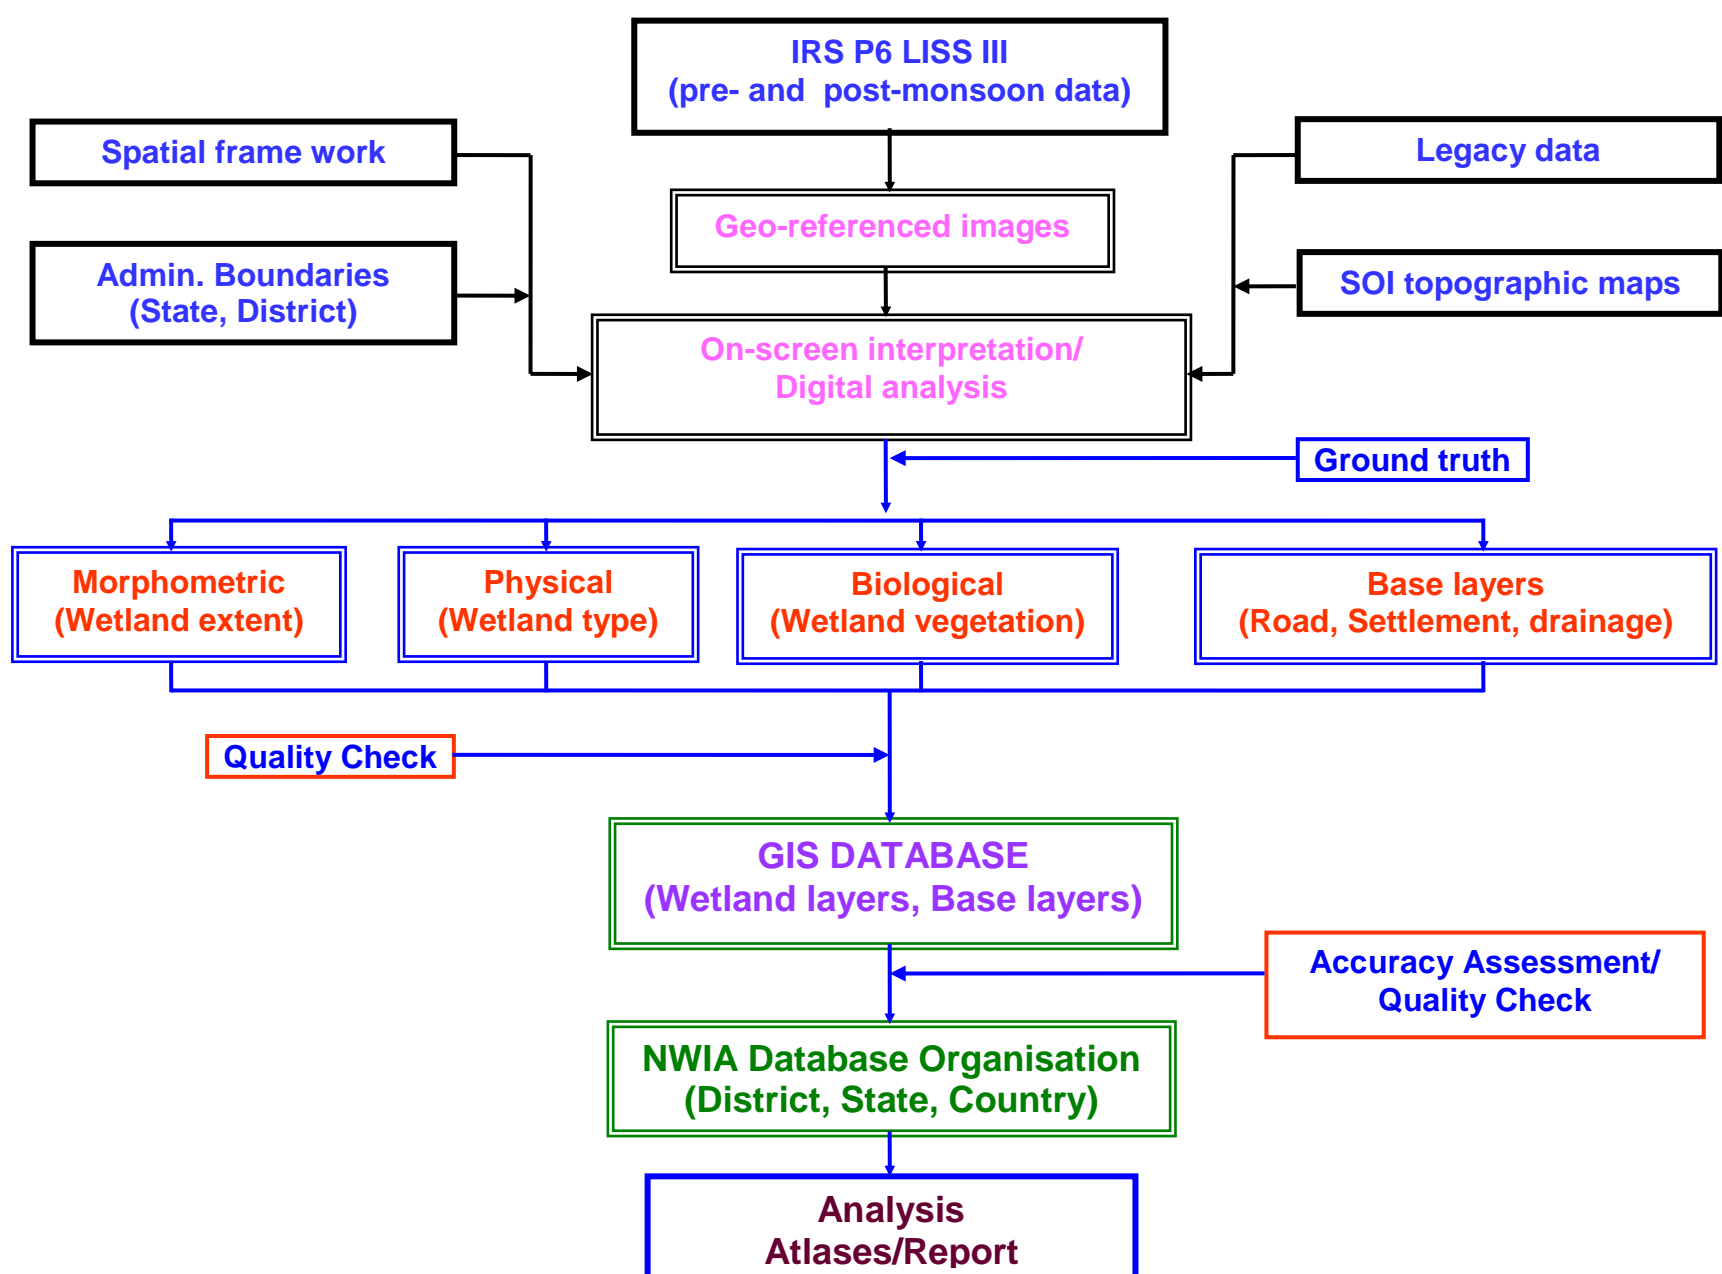 IRS P6 LISS III
(pre- and post-monsoon data)
Spatial frame work
Legacy data
Geo-referenced images
Admin. Boundaries
(State, District)
SOI topographic maps
On-screen interpretation/
Digital analysis
Ground truth
Morphometric
(Wetland extent)
Physical
(Wetland type)
Biological
(Wetland vegetation)
Base layers
(Road, Settlement, drainage)
Quality Check
GIS DATABASE
(Wetland layers, Base layers)
Accuracy Assessment/
Quality Check
NWIA Database Organisation
(District, State, Country)
Analysis
Atlases/Report